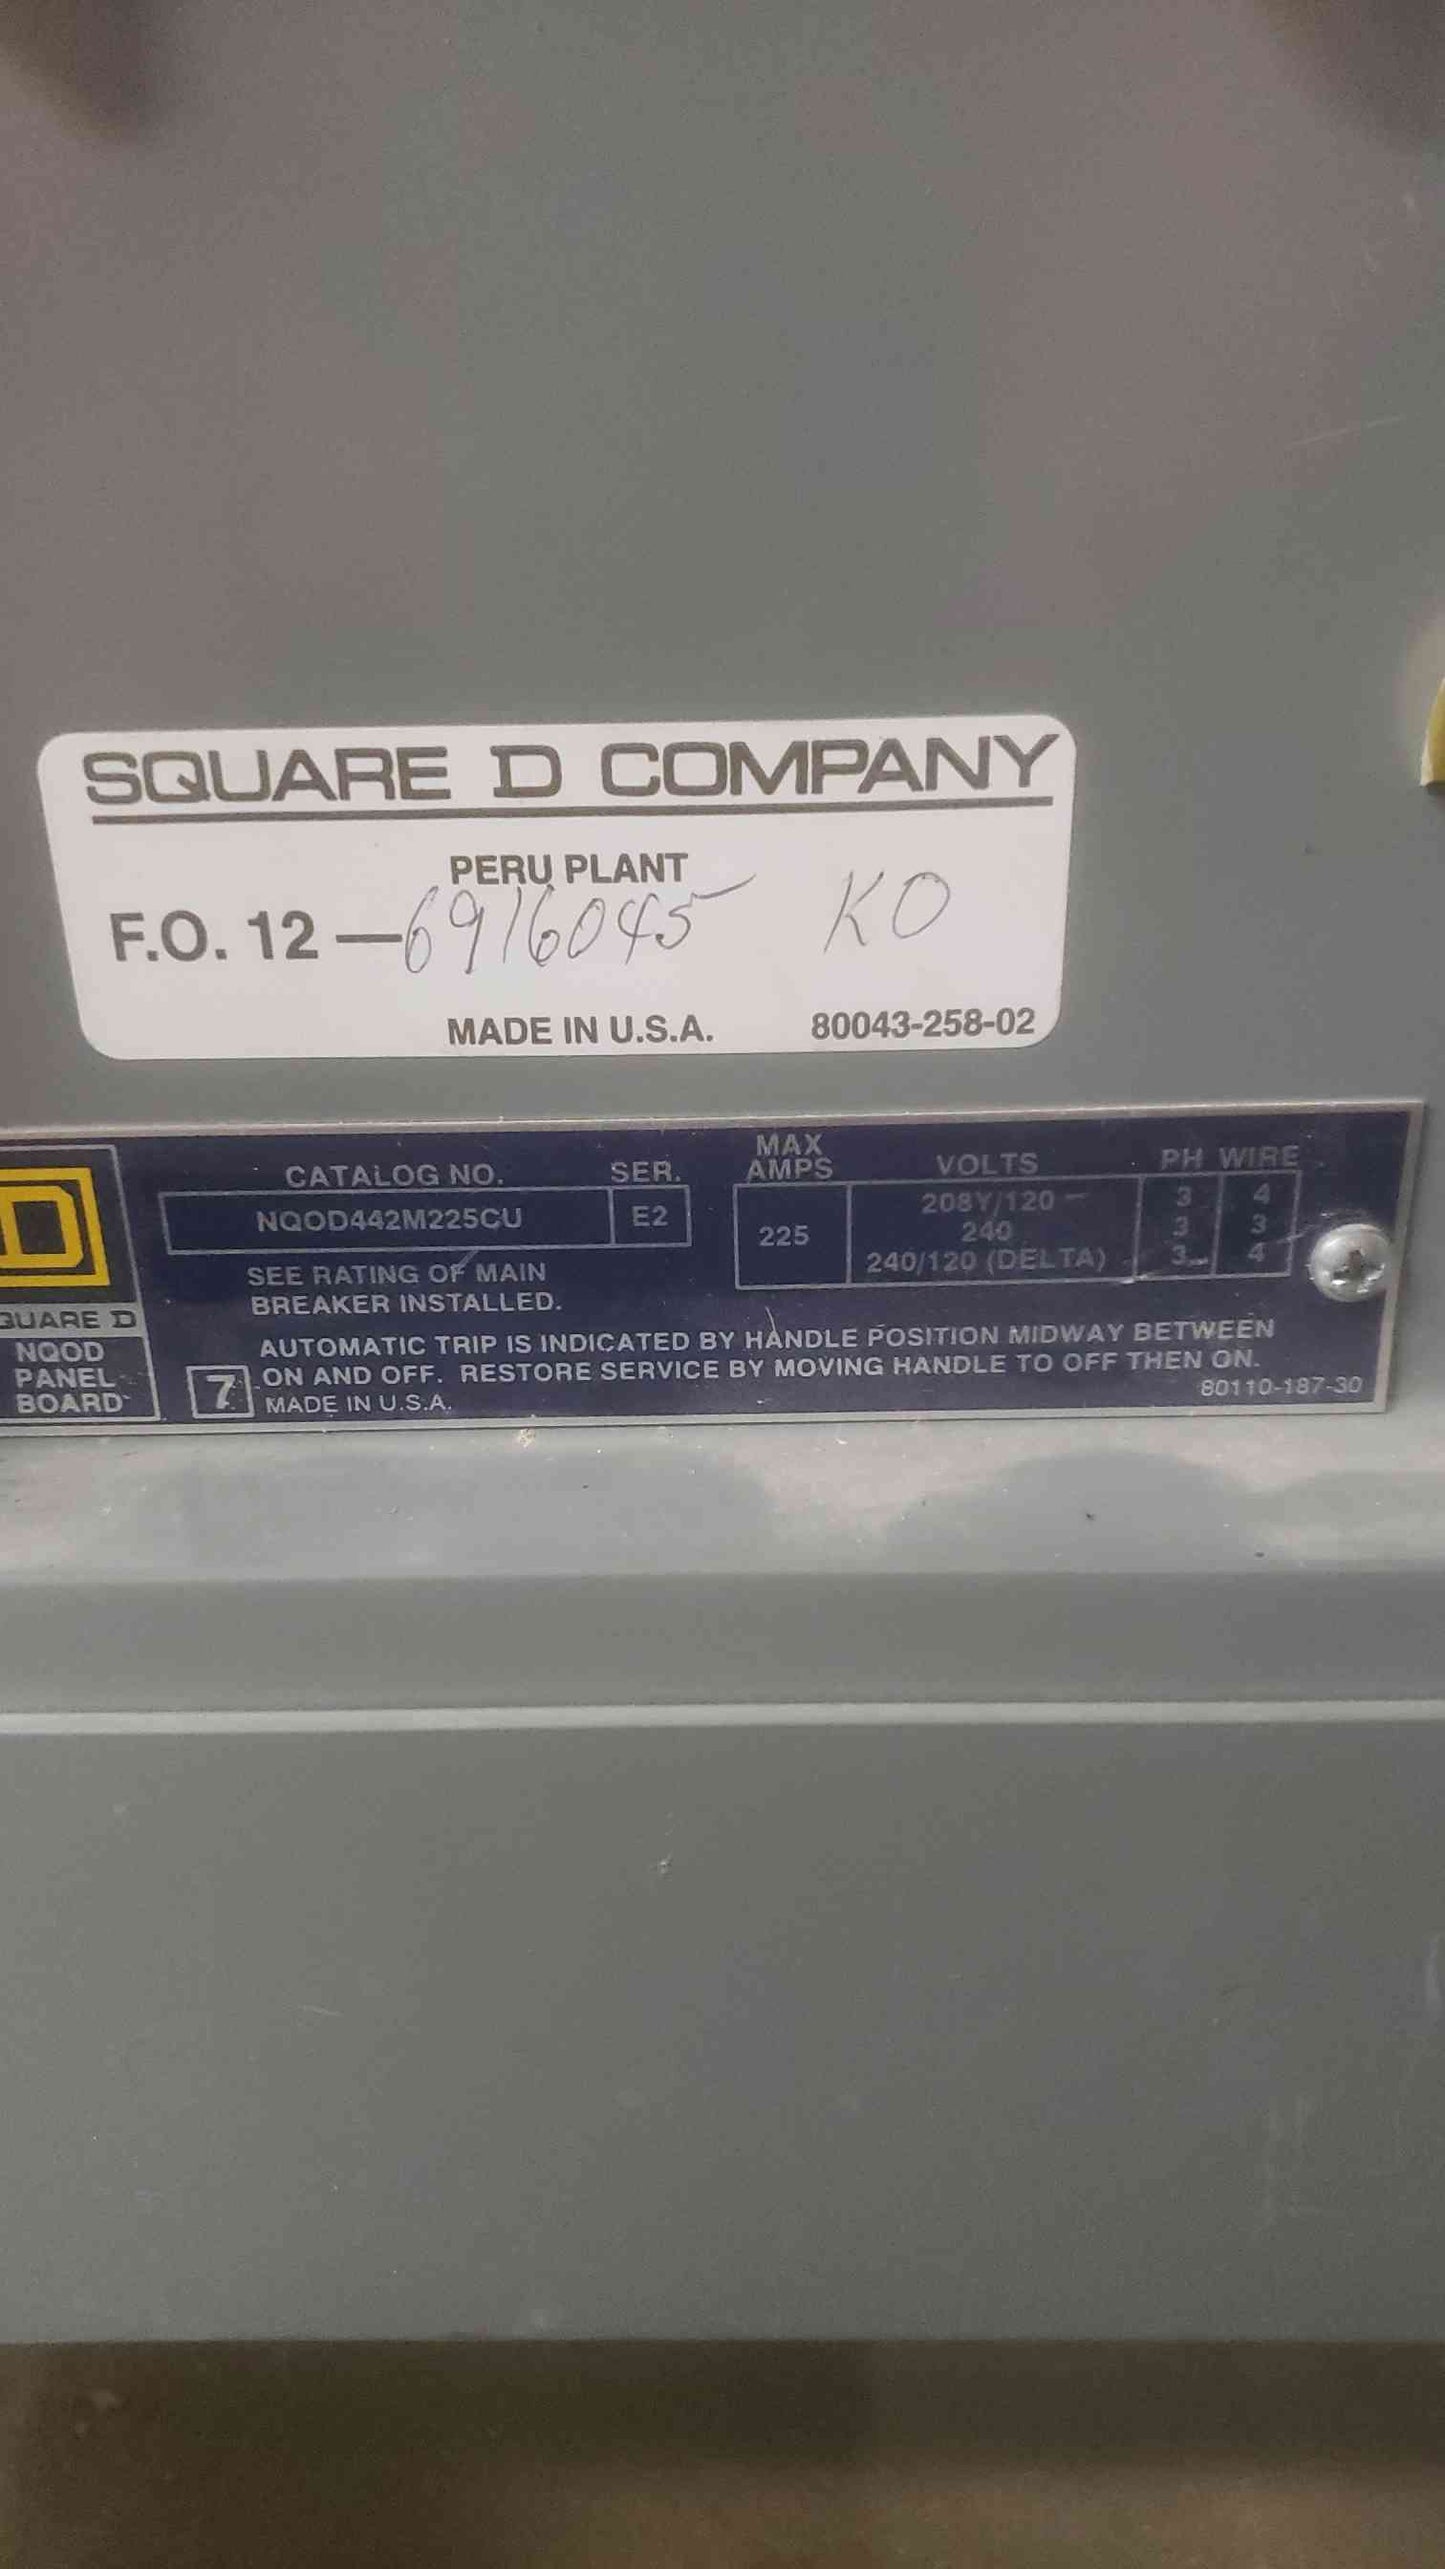 SQUARE D COMPANY
PERU PLANT
F.O. 12 — 6916045 KO
MADE IN U.S.A. 80043-258-02
D
QUARE D
NQOD
PANEL
BOARD
CATALOG NO. SER.
NQOD442M225CU E2
SEE RATING OF MAIN
BREAKER INSTALLED.
MAX
AMPS VOLTS PH WIRE
225
208Y/120 3 4
240 3 3
240/120 (DELTA) 3 4
AUTOMATIC TRIP IS INDICATED BY HANDLE POSITION MIDWAY BETWEEN
ON AND OFF. RESTORE SERVICE BY MOVING HANDLE TO OFF THEN ON.
7 MADE IN U.S.A. 80110-187-30